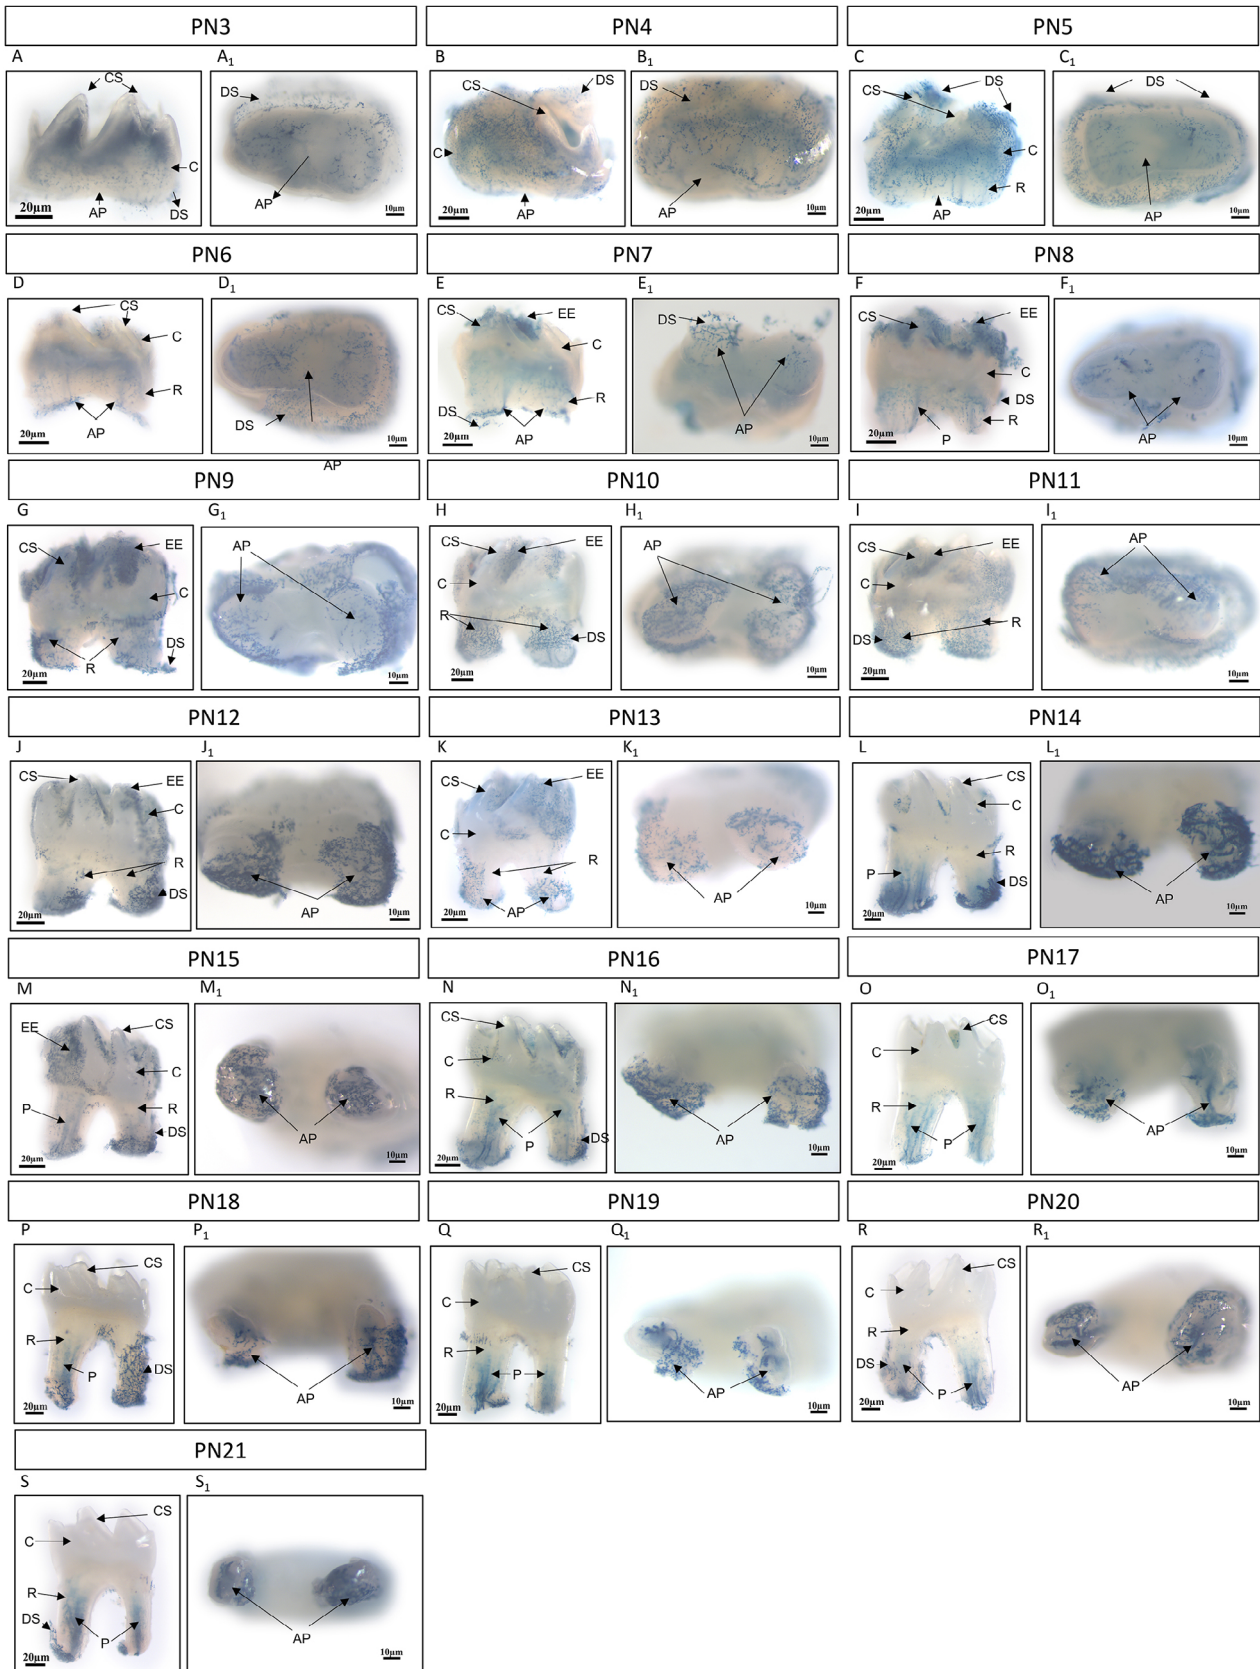 PN3 PN4 PN5
A A1 B B1 C C1
CS DS C AP DS AP 20µm 10µm
CS DS C AP DS AP 20µm 10µm
CS DS C R AP DS AP 20µm 10µm
PN6 PN7 PN8
D D1 E E1 F F1
CS C R AP DS 20µm 10µm
AP
CS EE C R DS AP DS AP 20µm 10µm
CS EE C DS R P AP 20µm 10µm
PN9 PN10 PN11
G G1 H H1 I I1
CS EE C DS R AP 20µm 10µm
CS EE C R DS AP 20µm 10µm
CS EE C R DS AP 20µm 10µm
PN12 PN13 PN14
J J1 K K1 L L1
CS EE C R DS AP 20µm 10µm
CS EE C R AP AP 20µm 10µm
CS C R P DS AP 20µm 10µm
PN15 PN16 PN17
M M1 N N1 O O1
EE CS C P R DS AP 20µm 10µm
CS C R P DS AP 20µm 10µm
CS C R P AP 20µm 10µm
PN18 PN19 PN20
P P1 Q Q1 R R1
CS C R P DS AP 20µm 10µm
CS C R P AP 20µm 10µm
CS C R DS P AP 20µm 10µm
PN21
S S1
CS C R DS P AP 20µm 10µm